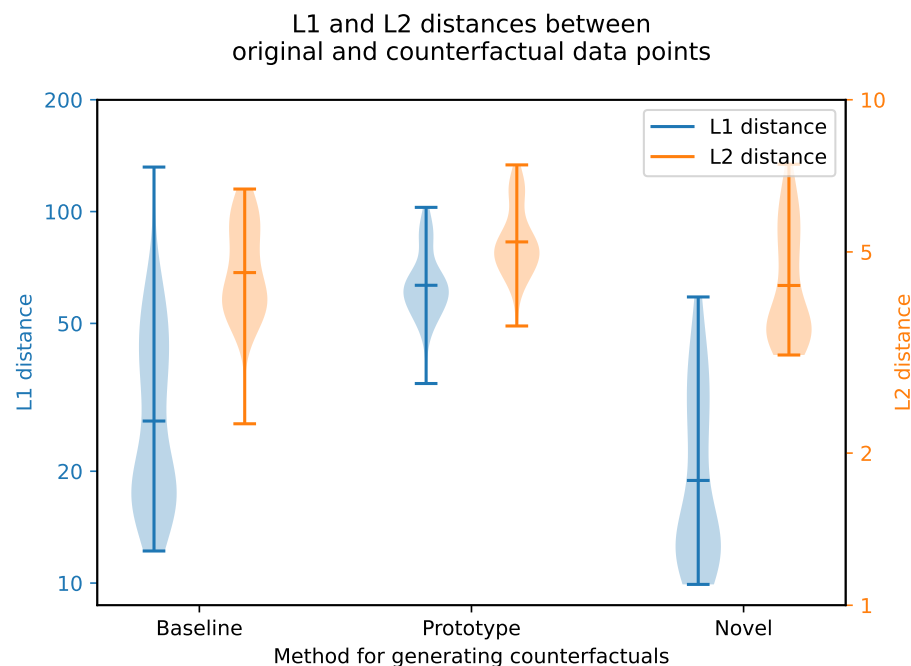 L1 and L2 distances between
original and counterfactual data points
200
100
50
20
10
L1 distance
10
5
2
1
L2 distance
L1 distance
L2 distance
Baseline
Prototype
Novel
Method for generating counterfactuals